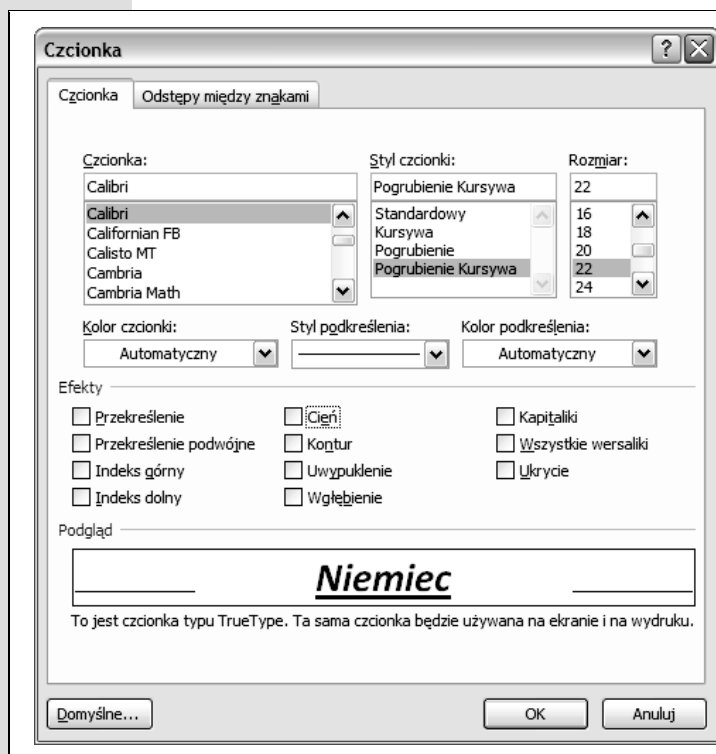 Czcionka
Czcionka Odstępy między znakami
Czcionka: Styl czcionki: Rozmiar:
Calibri Pogrubienie Kursywa 22
Calibri Standardowy 16
Californian FB Kursywa 18
Calisto MT Pogrubienie 20
Cambria Pogrubienie Kursywa 22
Cambria Math 24
Kolor czcionki: Styl podkreślenia: Kolor podkreślenia:
Automatyczny Automatyczny
Efekty
Przekreślenie Cień Kapitaliki
Przekreślenie podwójne Kontur Wszystkie wersaliki
Indeks górny Uwypuklenie Ukrycie
Indeks dolny Wgłębienie
Podgląd
Niemiec
To jest czcionka typu TrueType. Ta sama czcionka będzie używana na ekranie i na wydruku.
Domyślne... OK Anuluj